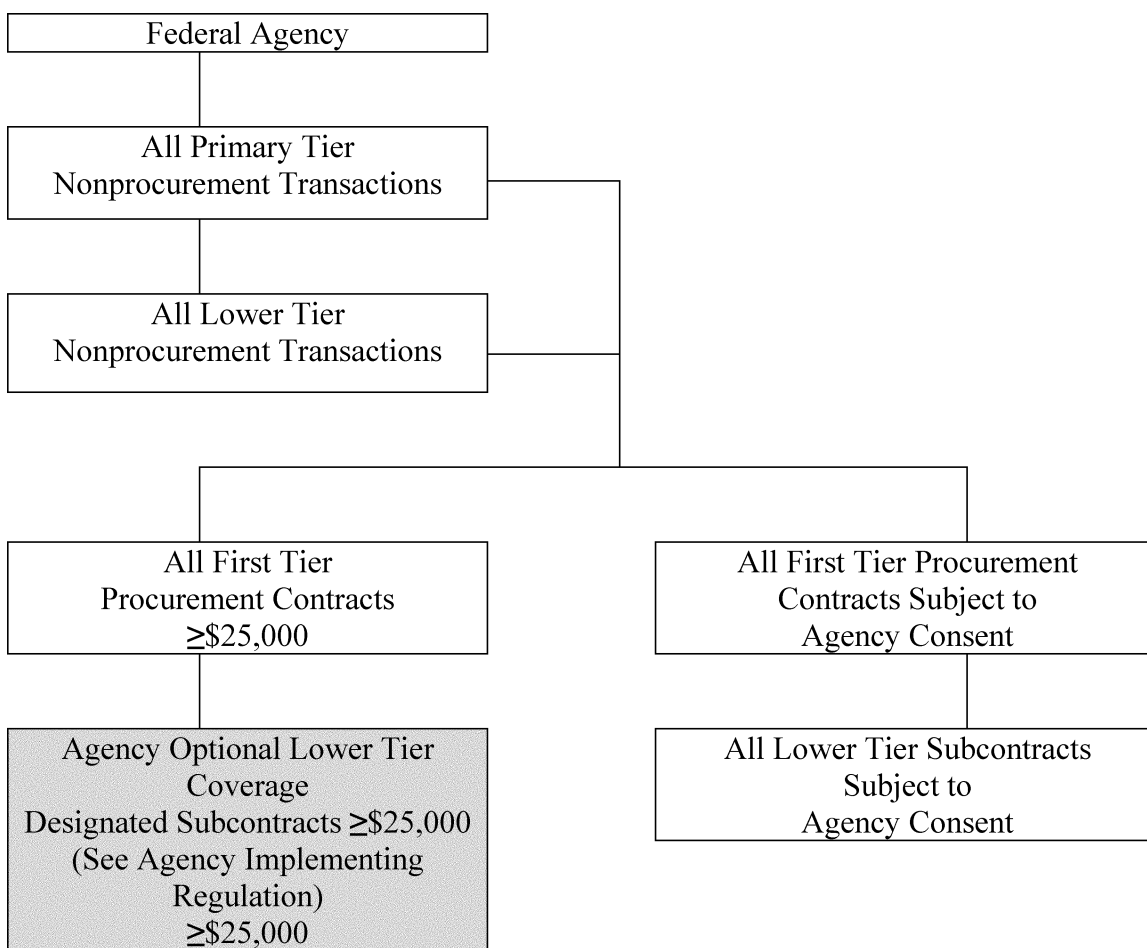 Federal Agency
All Primary Tier
Nonprocurement Transactions
All Lower Tier
Nonprocurement Transactions
All First Tier
Procurement Contracts
≥$25,000
All First Tier Procurement
Contracts Subject to
Agency Consent
Agency Optional Lower Tier
Coverage
Designated Subcontracts ≥$25,000
(See Agency Implementing
Regulation)
≥$25,000
All Lower Tier Subcontracts
Subject to
Agency Consent